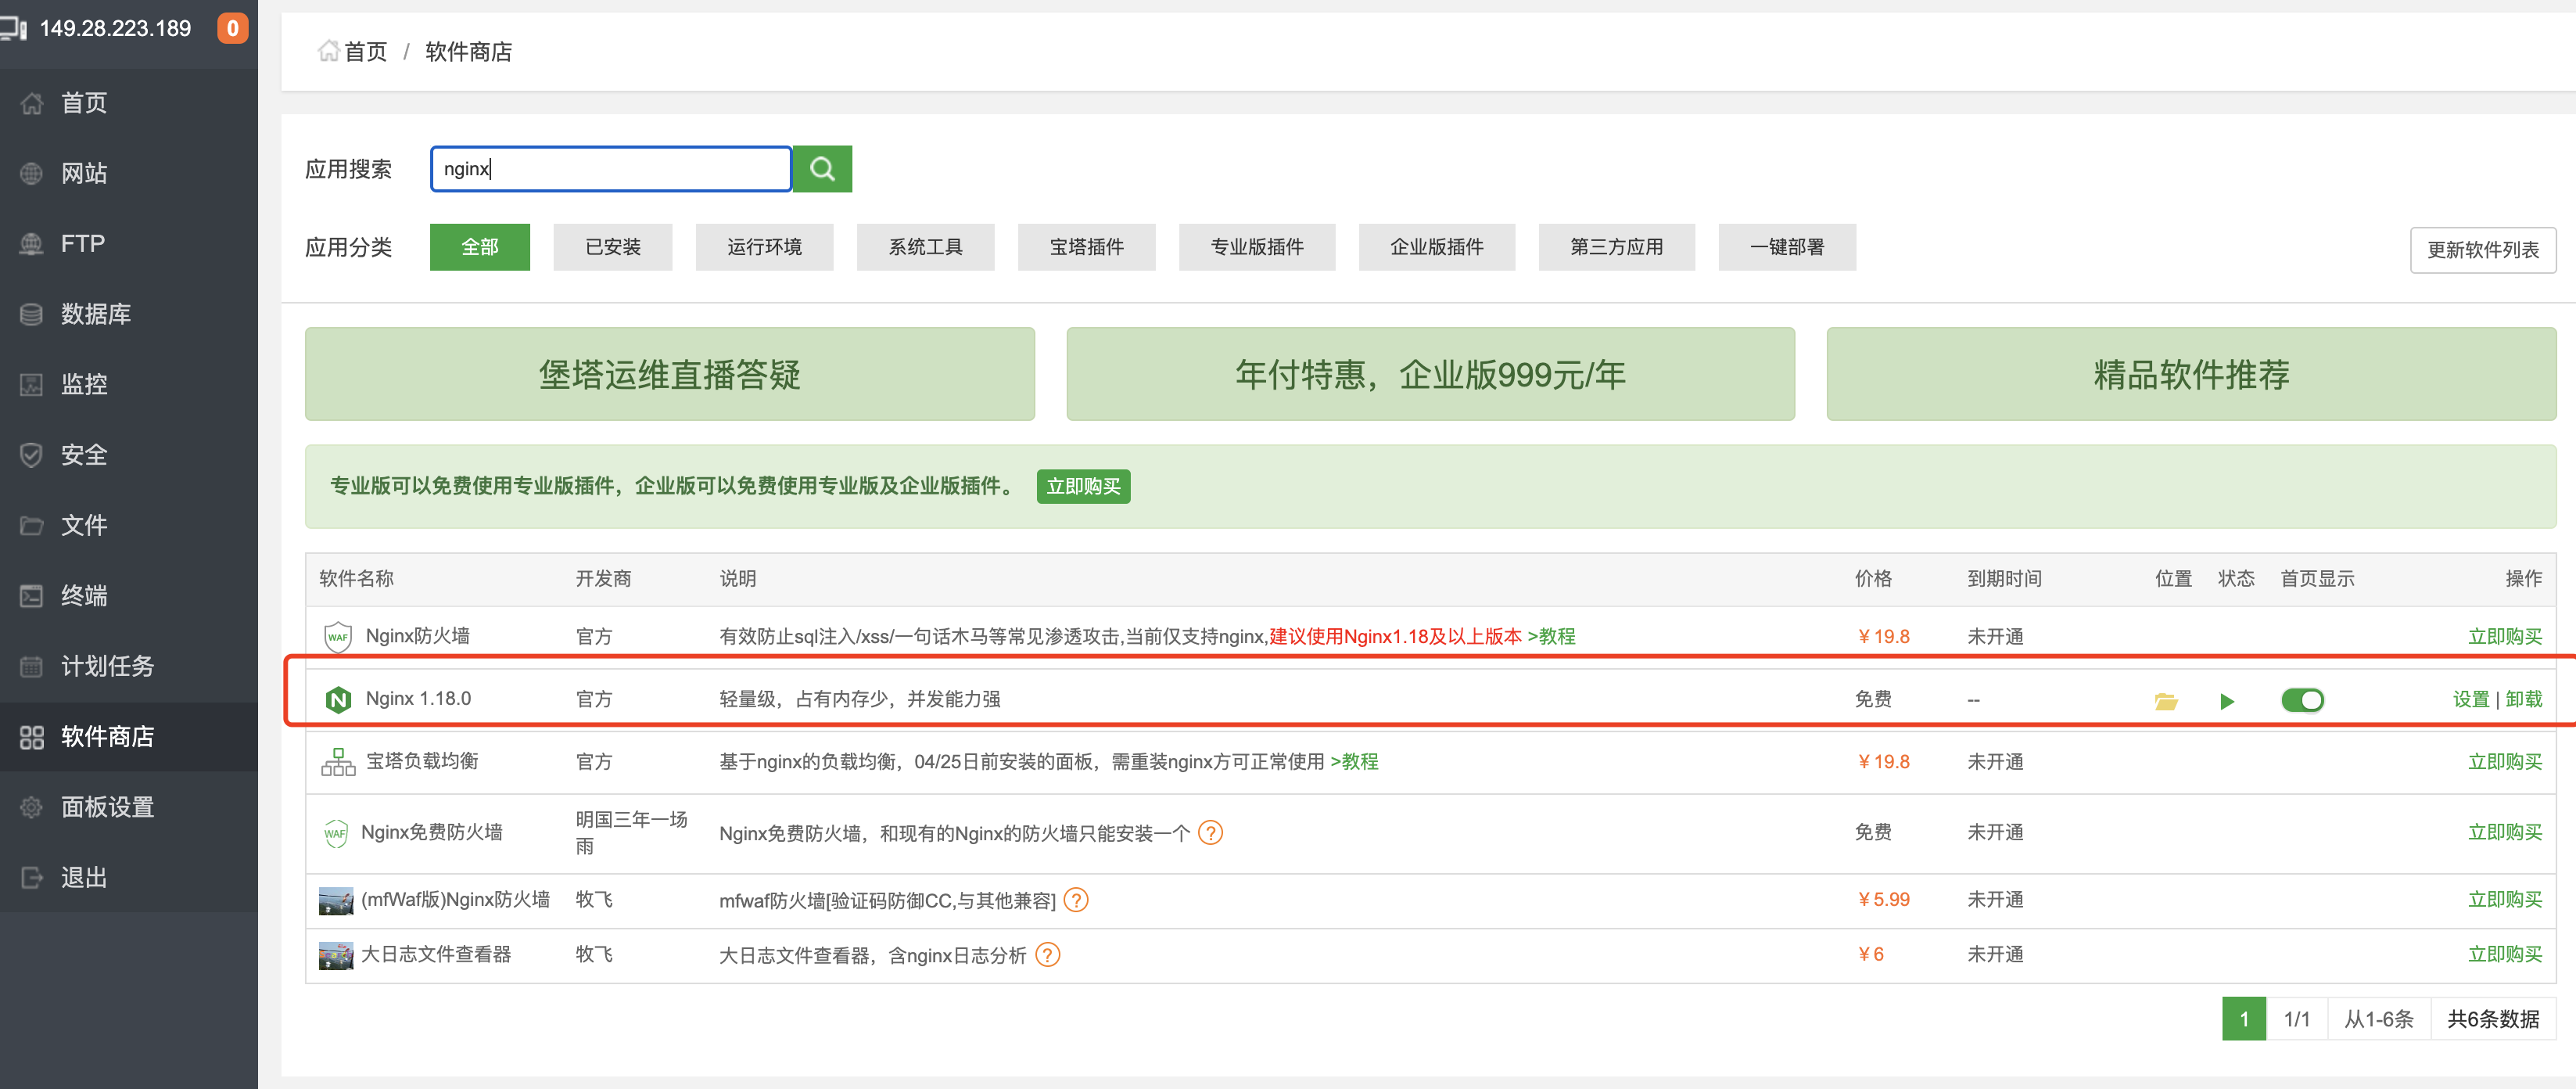 149.28.223.189 0
首页
网站
FTP
数据库
监控
安全
文件
终端
计划任务
软件商店
面板设置
退出
首页 / 软件商店
应用搜索 nginx
应用分类 全部 已安装 运行环境 系统工具 宝塔插件 专业版插件 企业版插件 第三方应用 一键部署 更新软件列表
堡塔运维直播答疑 年付特惠，企业版999元/年 精品软件推荐
专业版可以免费使用专业版插件，企业版可以免费使用专业版及企业版插件。 立即购买
软件名称 开发商 说明 价格 到期时间 位置 状态 首页显示 操作
WAF Nginx防火墙 官方 有效防止sql注入/xss/一句话木马等常见渗透攻击,当前仅支持nginx,建议使用Nginx1.18及以上版本 >教程 ￥19.8 未开通 立即购买
N Nginx 1.18.0 官方 轻量级，占有内存少，并发能力强 免费 -- 设置 | 卸载
宝塔负载均衡 官方 基于nginx的负载均衡，04/25日前安装的面板，需重装nginx方可正常使用 >教程 ￥19.8 未开通 立即购买
WAF Nginx免费防火墙 明国三年一场
雨 Nginx免费防火墙，和现有的Nginx的防火墙只能安装一个 ? 免费 未开通 立即购买
(mfWaf版)Nginx防火墙 牧飞 mfwaf防火墙[验证码防御CC,与其他兼容] ? ￥5.99 未开通 立即购买
大日志文件查看器 牧飞 大日志文件查看器，含nginx日志分析 ? ￥6 未开通 立即购买
1 1/1 从1-6条 共6条数据